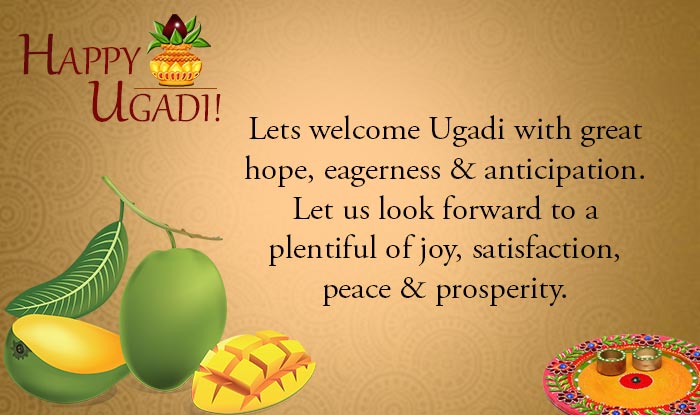 HAPPY
UGADI!
Lets welcome Ugadi with great
hope, eagerness & anticipation.
Let us look forward to a
plentiful of joy, satisfaction,
peace & prosperity.